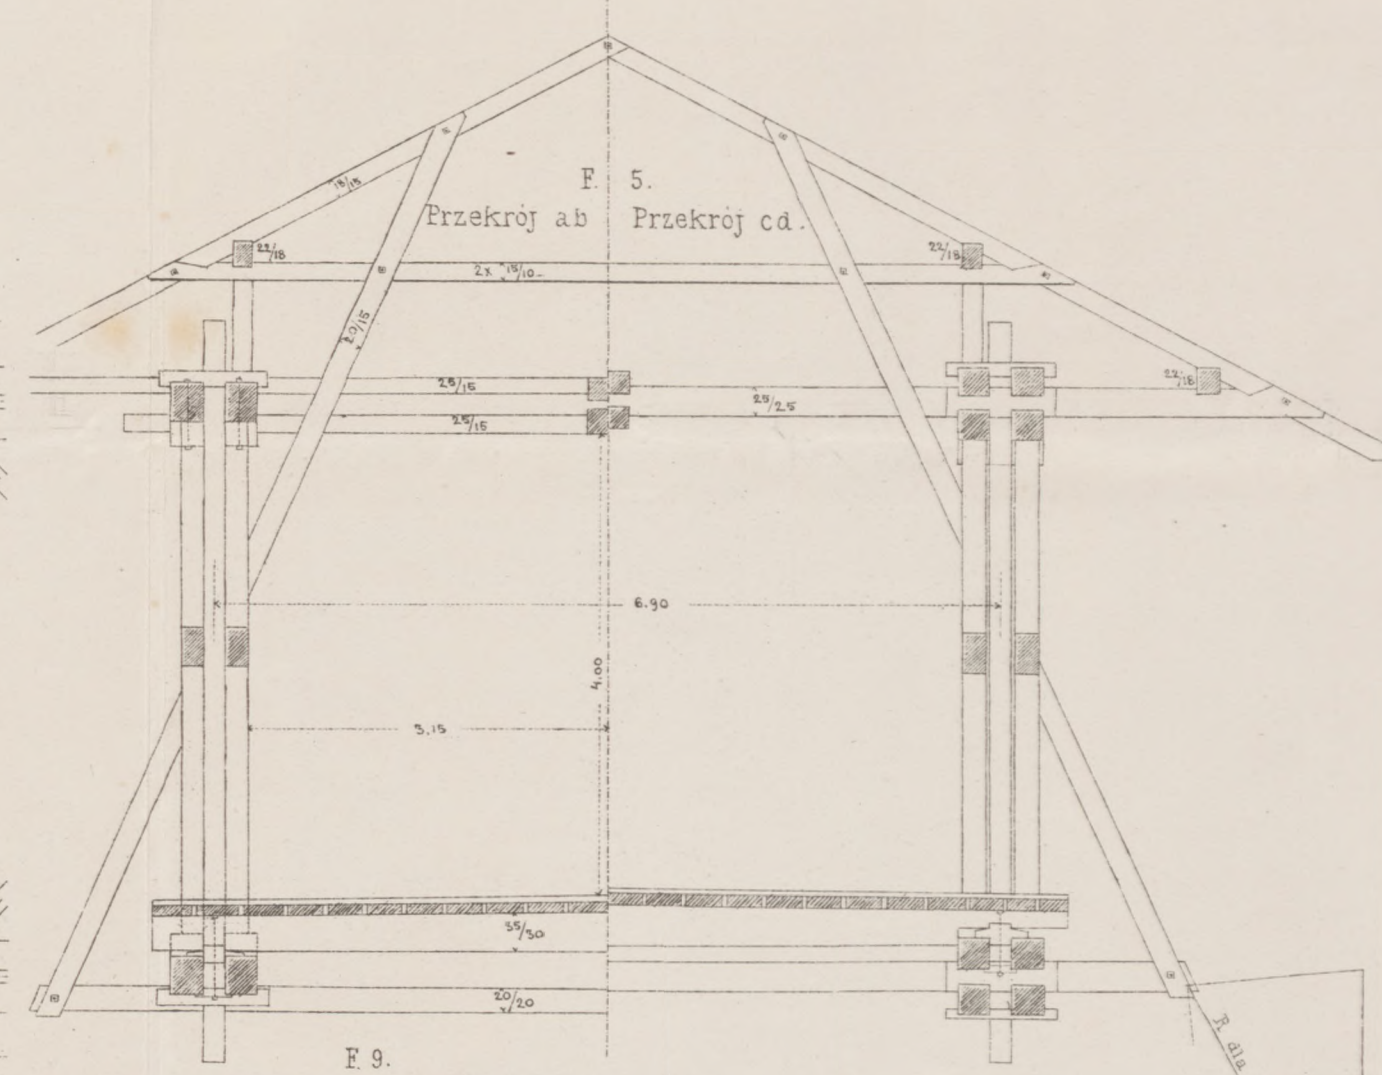 F. 5.
Przekrój ab Przekrój cd.
18/15
22/18
22/18
2x 15/10
20/15
25/15
22/18
25/25
25/15
6.90
4.00
3.15
35/30
20/20
R dla
F. 9.